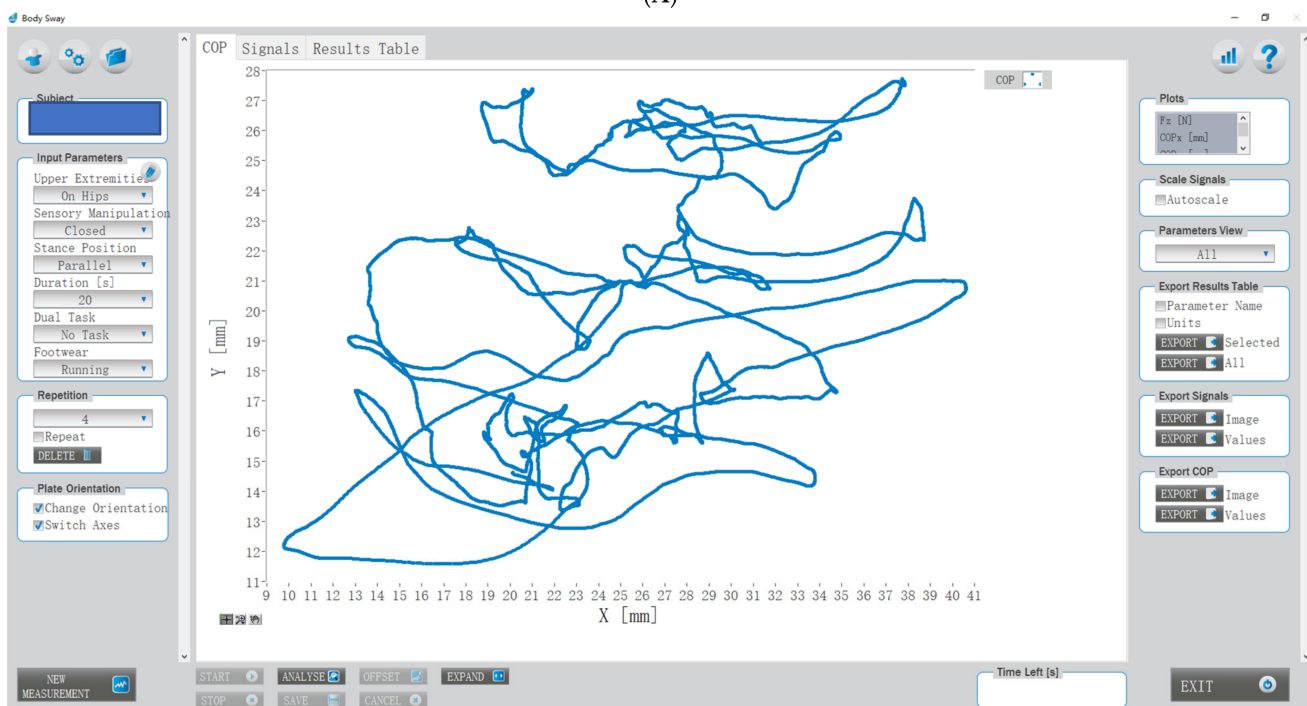 (A)
Body Sway
COP Signals Results Table
Subject
Input Parameters
Upper Extremitie
On Hips
Sensory Manipulation
Closed
Stance Position
Parallel
Duration [s]
20
Dual Task
No Task
Footwear
Running
Repetition
4
Repeat
DELETE
Plate Orientation
Change Orientation
Switch Axes
NEW
MEASUREMENT
28
27
26
25
24
23
22
21
20
19
18
17
16
15
14
13
12
11
Y [mm]
9 10 11 12 13 14 15 16 17 18 19 20 21 22 23 24 25 26 27 28 29 30 31 32 33 34 35 36 37 38 39 40 41
X [mm]
COP
START ANALYSE OFFSET EXPAND
STOP SAVE CANCEL
Time Left [s]
?
Plots
Fz [N]
COPx [mm]
Scale Signals
Autoscale
Parameters View
All
Export Results Table
Parameter Name
Units
EXPORT Selected
EXPORT All
Export Signals
EXPORT Image
EXPORT Values
Export COP
EXPORT Image
EXPORT Values
EXIT